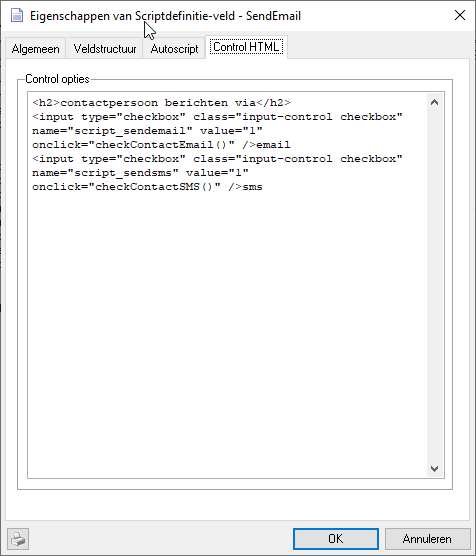 Eigenschappen van Scriptdefinitie-veld - SendEmail
Algemeen Veldstructuur Autoscript Control HTML
Control opties
<h2>contactpersoon berichten via</h2>
<input type="checkbox" class="input-control checkbox"
name="script_sendemail" value="1"
onclick="checkContactEmail()" />email
<input type="checkbox" class="input-control checkbox"
name="script_sendsms" value="1"
onclick="checkContactSMS()" />sms
OK Annuleren